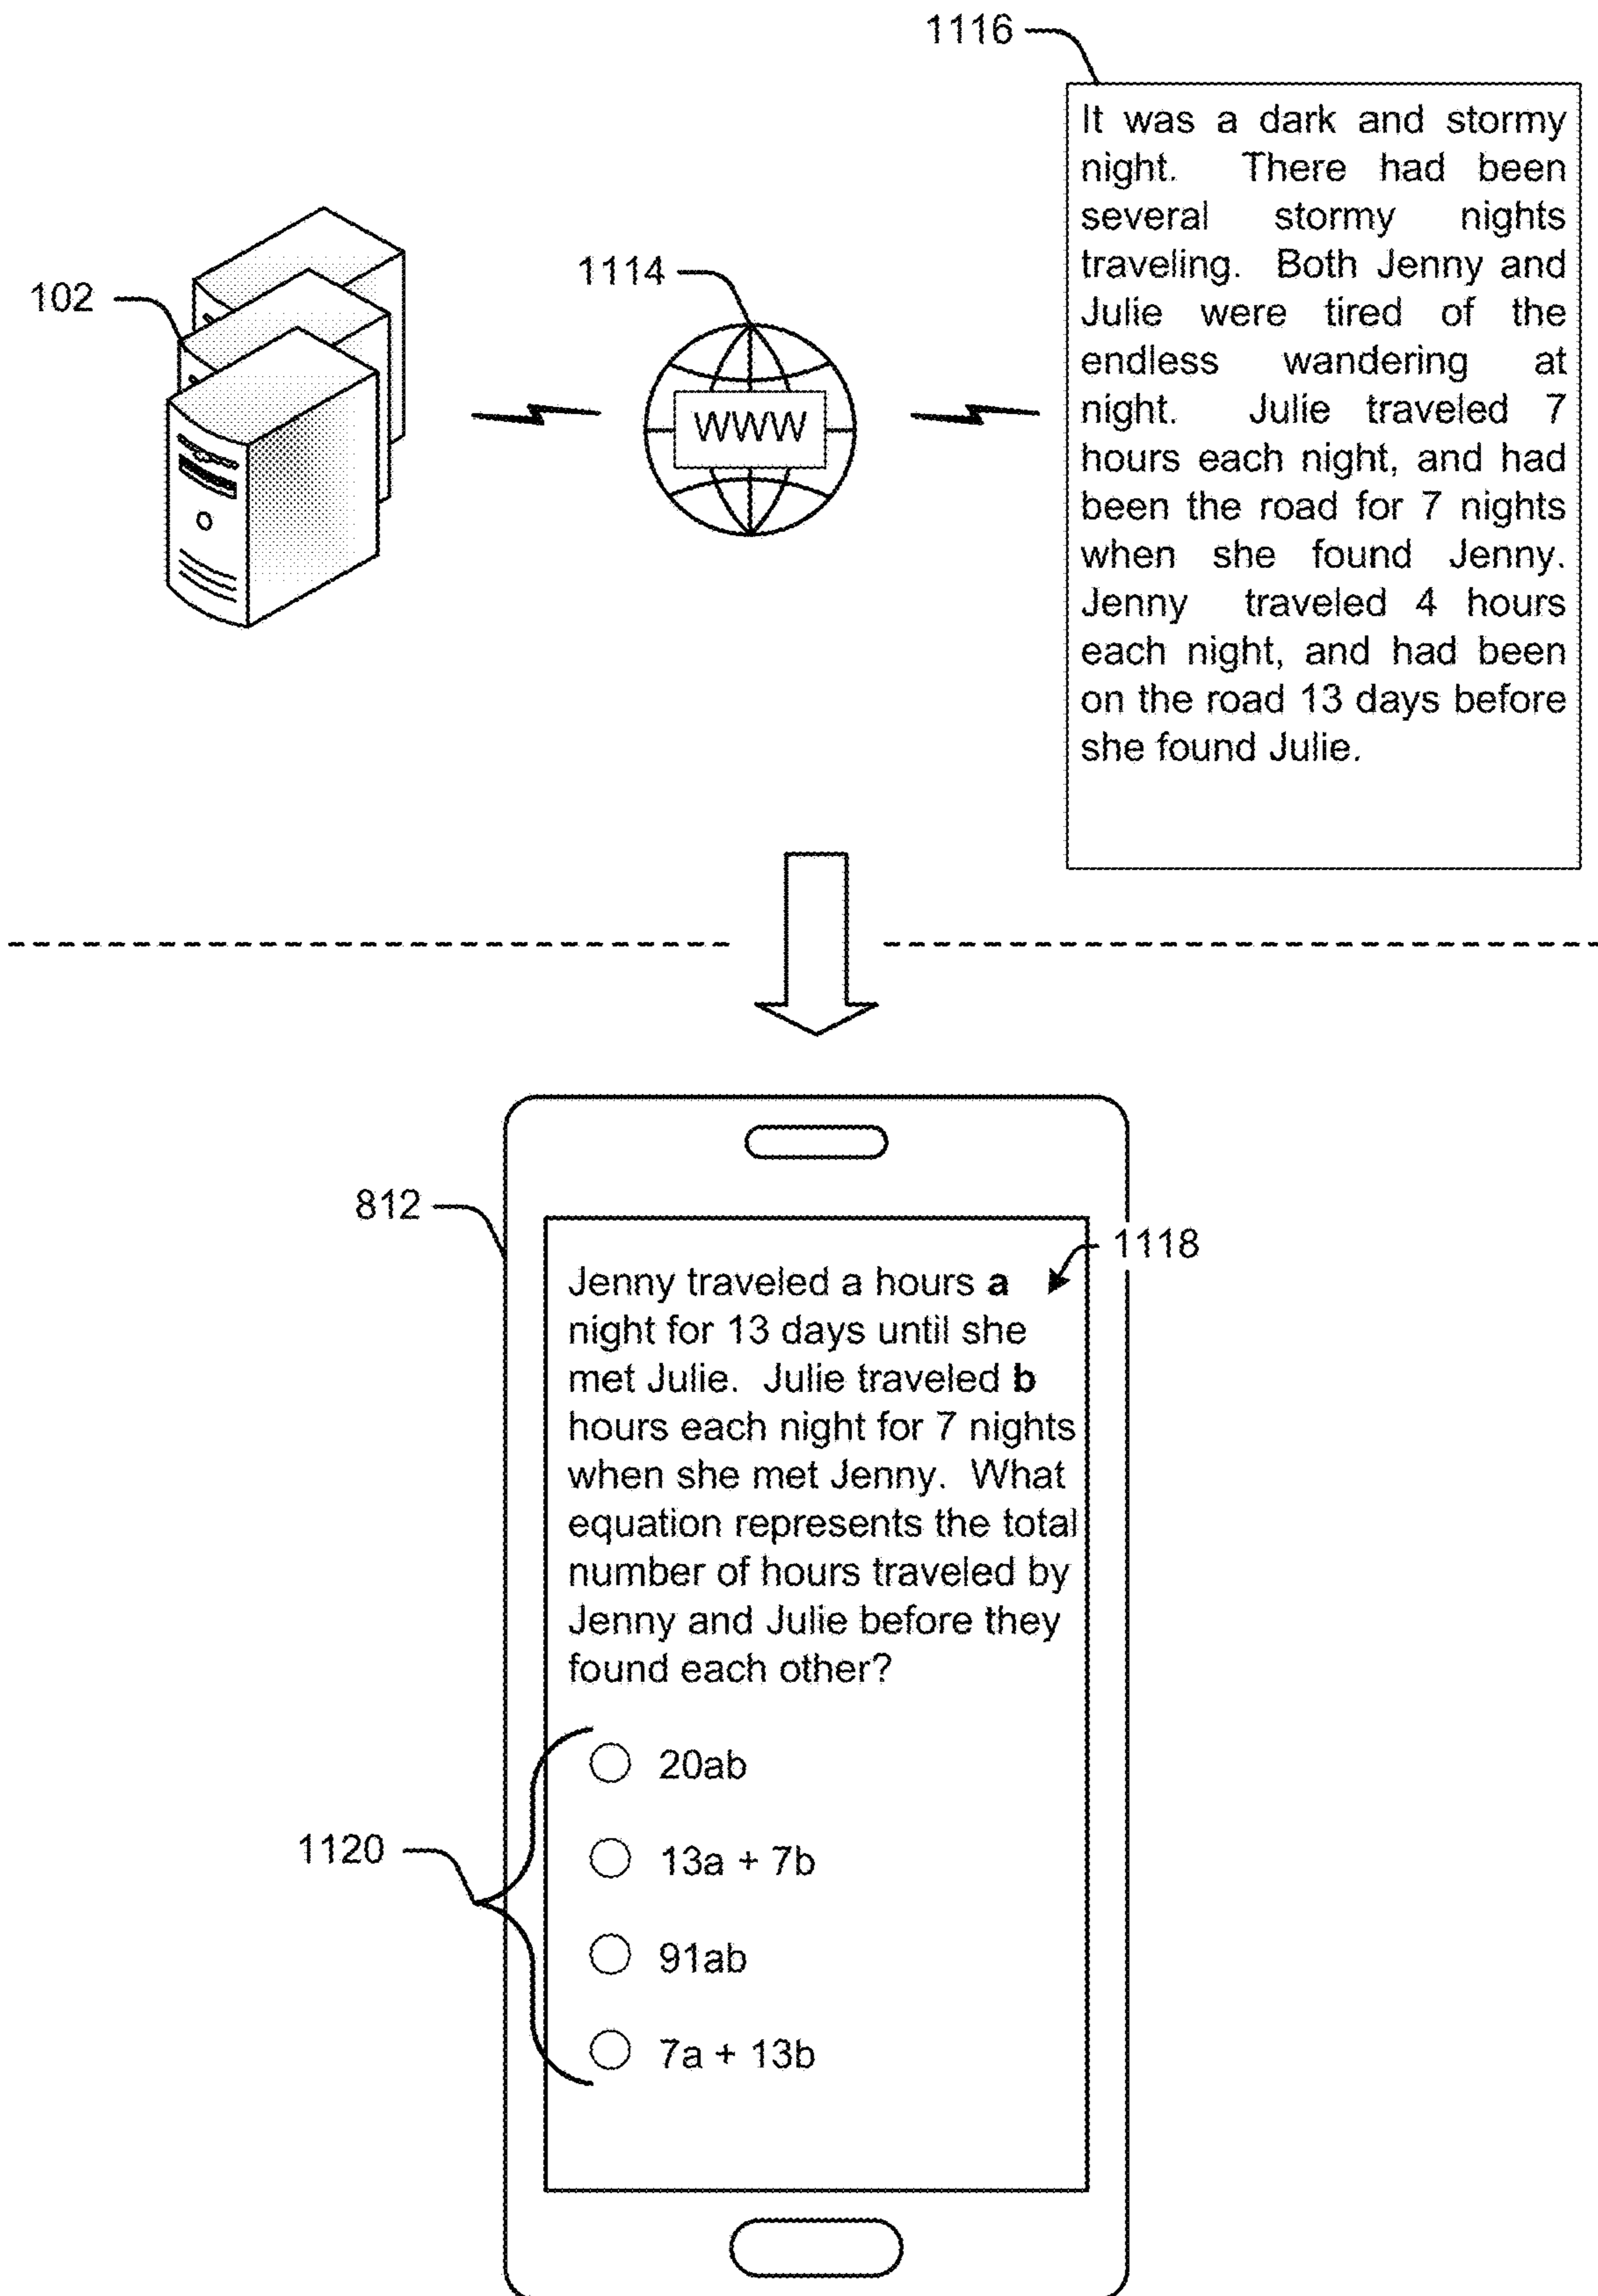 1116
It was a dark and stormy
night. There had been
several stormy nights
traveling. Both Jenny and
Julie were tired of the
endless wandering at
night. Julie traveled 7
hours each night, and had
been the road for 7 nights
when she found Jenny.
Jenny traveled 4 hours
each night, and had been
on the road 13 days before
she found Julie.
102
1114
WWW
812
1118
Jenny traveled a hours a
night for 13 days until she
met Julie. Julie traveled b
hours each night for 7 nights
when she met Jenny. What
equation represents the total
number of hours traveled by
Jenny and Julie before they
found each other?
1120
20ab
13a + 7b
91ab
7a + 13b